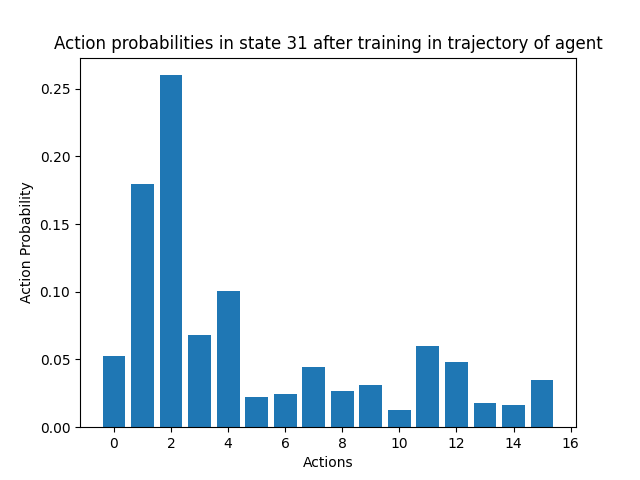 Action probabilities in state 31 after training in trajectory of agent
Action Probability
0.25
0.20
0.15
0.10
0.05
0.00
0 2 4 6 8 10 12 14 16
Actions